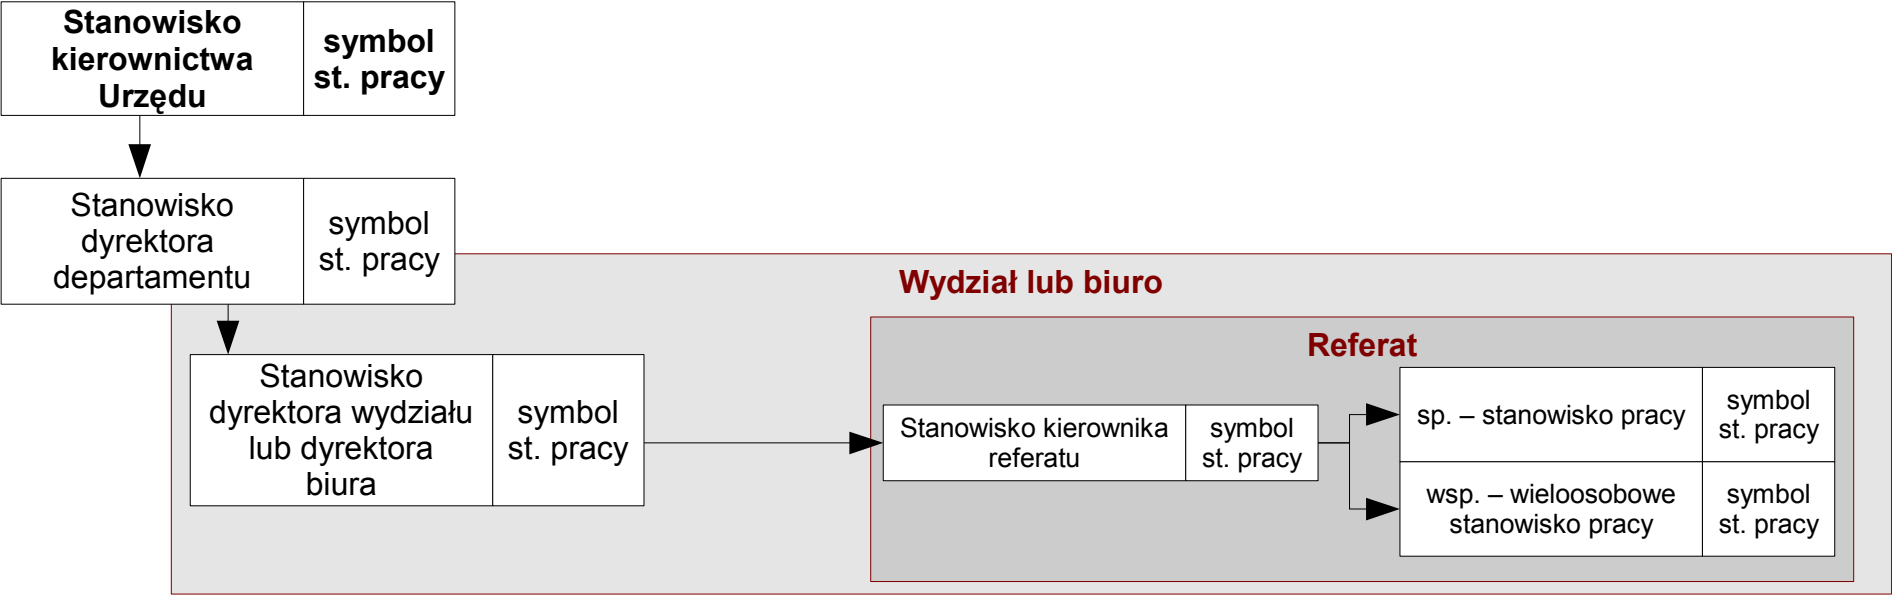 Stanowisko
kierownictwa
Urzędu
symbol
st. pracy
Stanowisko
dyrektora
departamentu
symbol
st. pracy
Wydział lub biuro
Referat
Stanowisko
dyrektora wydziału
lub dyrektora
biura
symbol
st. pracy
Stanowisko kierownika
referatu
symbol
st. pracy
sp. – stanowisko pracy
symbol
st. pracy
wsp. – wieloosobowe
stanowisko pracy
symbol
st. pracy